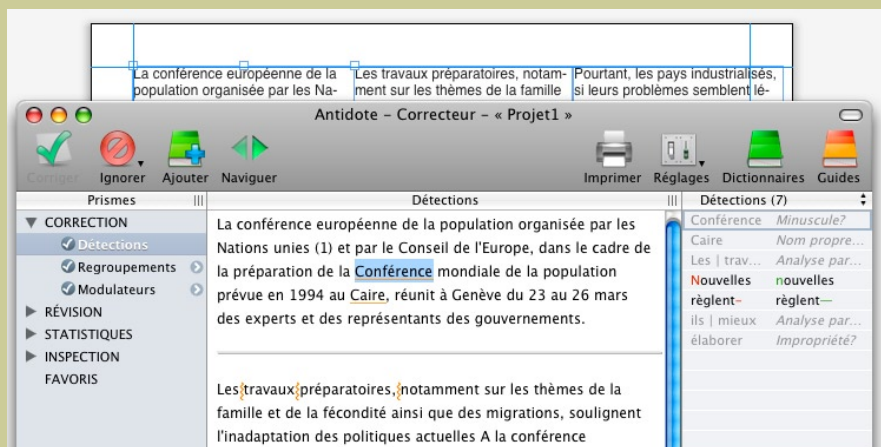 La conférence européenne de la
population organisée par les Na-
Les travaux préparatoires, notam-
ment sur les thèmes de la famille
Pourtant, les pays industrialisés,
si leurs problèmes semblent lé-
Antidote – Correcteur – « Projet1 »
Corriger Ignorer Ajouter Naviguer Imprimer Réglages Dictionnaires Guides
Prismes
CORRECTION
Détections
Regroupements
Modulateurs
RÉVISION
STATISTIQUES
INSPECTION
FAVORIS
Détections
La conférence européenne de la population organisée par les
Nations unies (1) et par le Conseil de l'Europe, dans le cadre de
la préparation de la Conférence mondiale de la population
prévue en 1994 au Caire, réunit à Genève du 23 au 26 mars
des experts et des représentants des gouvernements.
Les travaux préparatoires, notamment sur les thèmes de la
famille et de la fécondité ainsi que des migrations, soulignent
l'inadaptation des politiques actuelles A la conférence
Détections (7)
Conférence Minuscule?
Caire Nom propre...
Les | trav... Analyse par...
Nouvelles nouvelles
règlent– règlent—
ils | mieux Analyse par...
élaborer Impropriété?